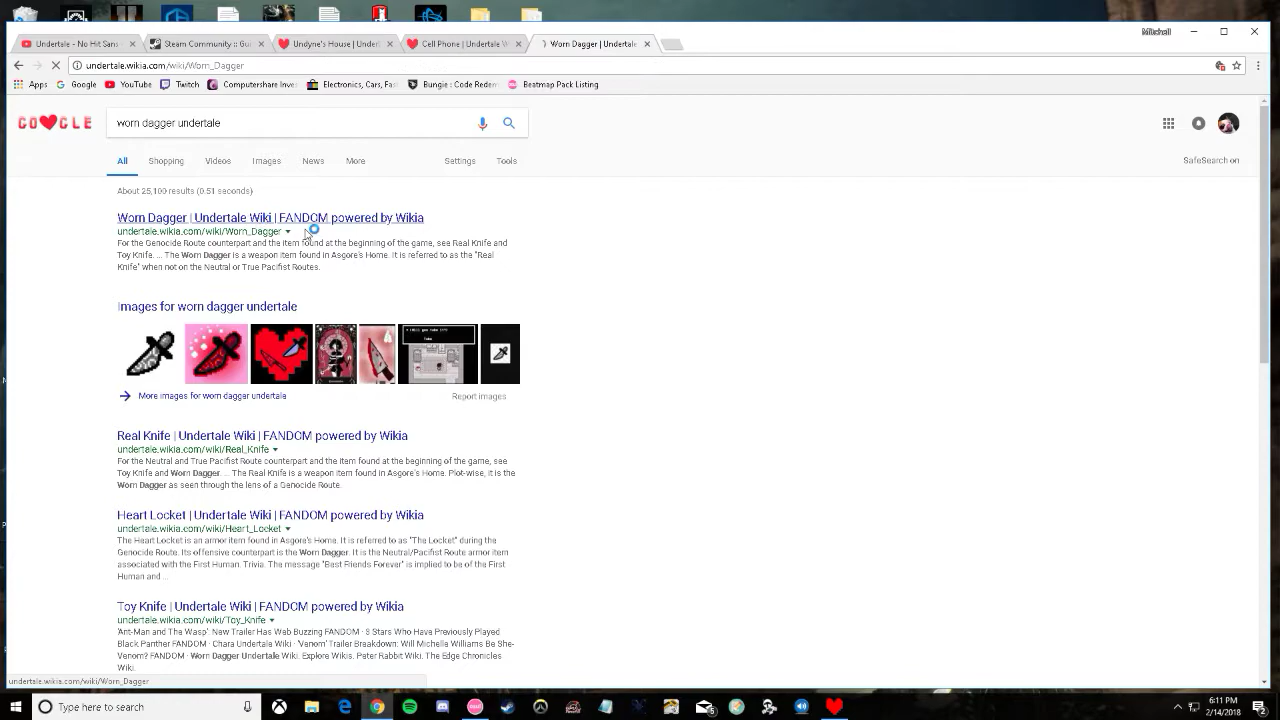 Mitchell
Undertale - No Hit Sans
Steam Community :: Gui
Undyne's House | Undert
Cell Phone | Undertale W
Worn Dagger | Undertale
undertale.wikia.com/wiki/Worn_Dagger
Apps
Google
YouTube
Twitch
Computershare Inves
Electronics, Cars, Fas
Bungie : Code Redem
Beatmap Pack Listing
worn dagger undertale
All
Shopping
Videos
Images
News
More
Settings
Tools
SafeSearch on
About 25,100 results (0.51 seconds)
Worn Dagger | Undertale Wiki | FANDOM powered by Wikia
undertale.wikia.com/wiki/Worn_Dagger
For the Genocide Route counterpart and the item found at the beginning of the game, see Real Knife and
Toy Knife. ... The Worn Dagger is a weapon item found in Asgore's Home. It is referred to as the "Real
Knife" when not on the Neutral or True Pacifist Routes.
Images for worn dagger undertale
More images for worn dagger undertale
Report images
Real Knife | Undertale Wiki | FANDOM powered by Wikia
undertale.wikia.com/wiki/Real_Knife
For the Neutral and True Pacifist Route counterpart and the item found at the beginning of the game, see
Toy Knife and Worn Dagger. ... The Real Knife is a weapon item found in Asgore's Home. Plot-wise, it is the
Worn Dagger as seen through the lens of a Genocide Route.
Heart Locket | Undertale Wiki | FANDOM powered by Wikia
undertale.wikia.com/wiki/Heart_Locket
The Heart Locket is an armor item found in Asgore's Home. It is referred to as "The Locket" during the
Genocide Route. Its offensive counterpart is the Worn Dagger. It is the Neutral/Pacifist Route armor item
associated with the First Human. Trivia. The message "Best Friends Forever" is implied to be of the First
Human and ...
Toy Knife | Undertale Wiki | FANDOM powered by Wikia
undertale.wikia.com/wiki/Toy_Knife
'Ant-Man and The Wasp'. New Trailer Has Wab Buzzing FANDOM · 8 Stars Who Have Previously Played
Black Panther FANDOM · Chara Undertale Wiki · 'Venom' Trailer Breakdown: Will Michelle Williams Be She-
Venom? FANDOM · Worn Dagger Undertale Wiki. Explore Wikis. Peter Rabbit Wiki. The Edge Chronicles
Wiki.
undertale.wikia.com/wiki/Worn_Dagger
Type here to search
6:11 PM
2/14/2018